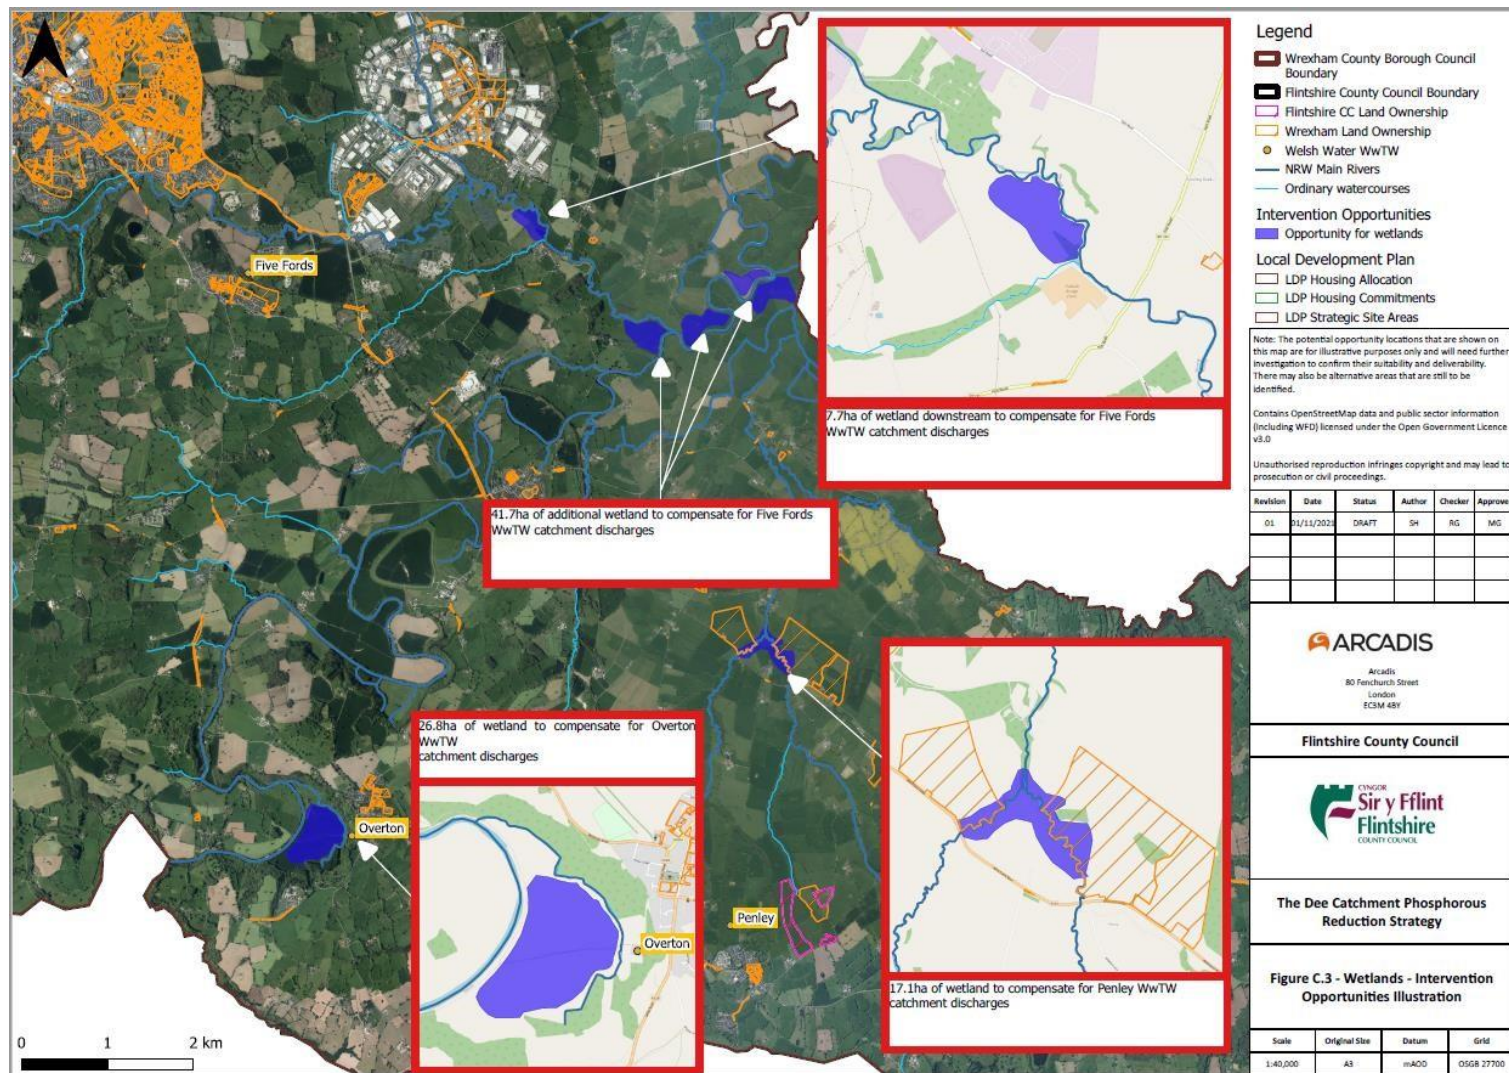 Five Fords
7.7ha of wetland downstream to compensate for Five Fords
WwTW catchment discharges
41.7ha of additional wetland to compensate for Five Fords
WwTW catchment discharges
26.8ha of wetland to compensate for Overton
WwTW
catchment discharges
Overton
Overton
Penley
17.1ha of wetland to compensate for Penley WwTW
catchment discharges
0 1 2 km
Legend
Wrexham County Borough Council
Boundary
Flintshire County Council Boundary
Flintshire CC Land Ownership
Wrexham Land Ownership
Welsh Water WwTW
NRW Main Rivers
Ordinary watercourses
Intervention Opportunities
Opportunity for wetlands
Local Development Plan
LDP Housing Allocation
LDP Housing Commitments
LDP Strategic Site Areas
Note: The potential opportunity locations that are shown on
this map are for illustrative purposes only and will need further
investigation to confirm their suitability and deliverability.
There may also be alternative areas that are still to be
identified.
Contains OpenStreetMap data and public sector information
(including WFD) licensed under the Open Government Licence
v3.0
Unauthorised reproduction infringes copyright and may lead to
prosecution or civil proceedings.
Revision Date Status Author Checker Approve
01 01/11/2021 DRAFT SH RG MG
ARCADIS
Arcadis
80 Fenchurch Street
London
EC3M 4BY
Flintshire County Council
CYNGOR
Sir y Fflint
Flintshire
COUNTY COUNCIL
The Dee Catchment Phosphorous
Reduction Strategy
Figure C.3 - Wetlands - Intervention
Opportunities Illustration
Scale Original Size Datum Grid
1:40,000 A3 mAOD OSGB 27700